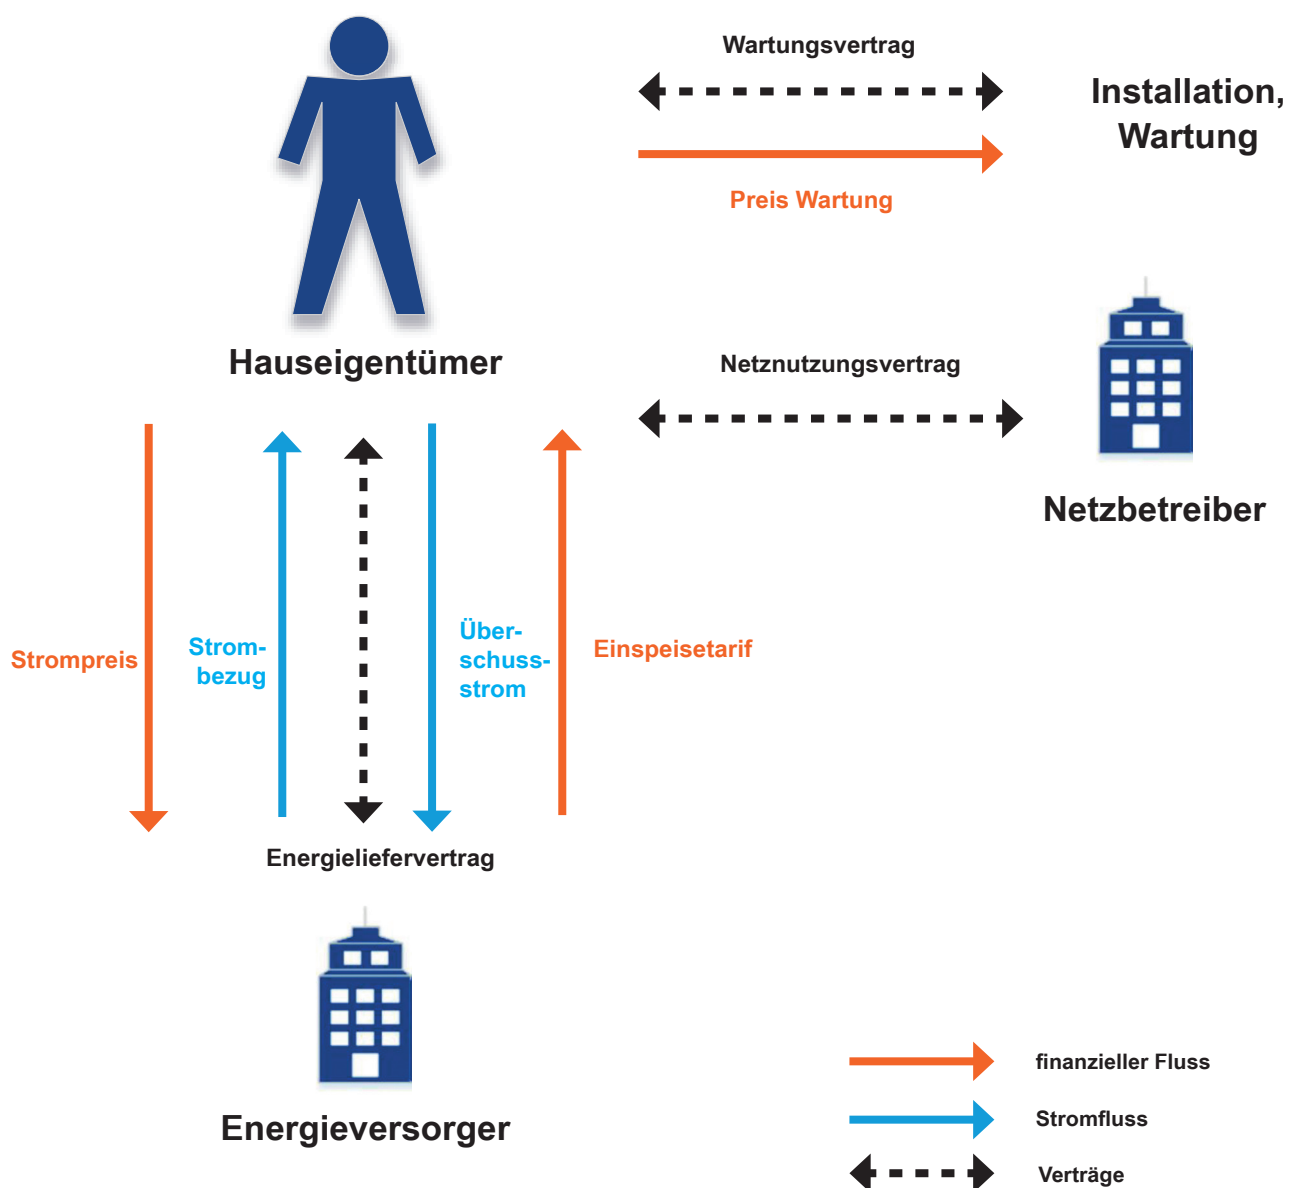 Wartungsvertrag
Installation,
Wartung
Preis Wartung
Hauseigentümer
Netznutzungsvertrag
Netzbetreiber
Strompreis
Strom-
bezug
Über-
schuss-
strom
Einspeisetarif
Energieliefervertrag
Energieversorger
finanzieller Fluss
Stromfluss
Verträge